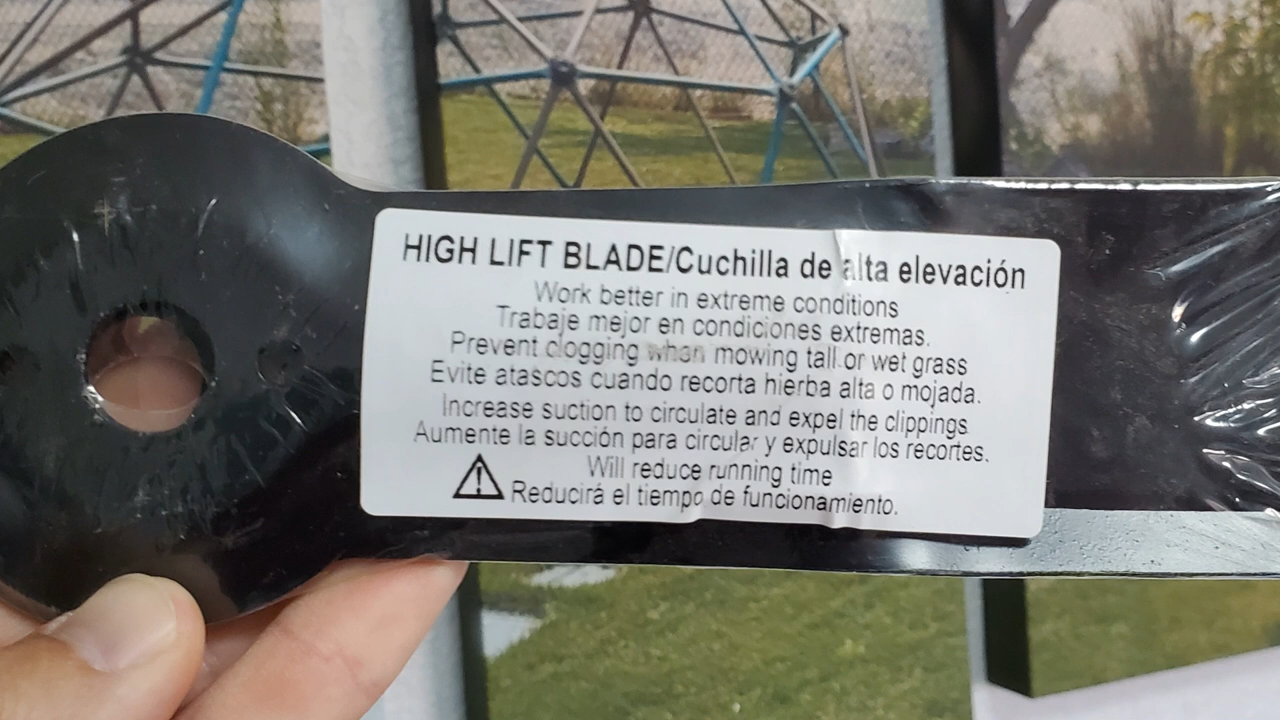 HIGH LIFT BLADE/Cuchilla de alta elevación
Work better in extreme conditions
Trabaje mejor en condiciones extremas.
Prevent clogging when mowing tall or wet grass
Evite atascos cuando recorta hierba alta o mojada.
Increase suction to circulate and expel the clippings
Aumente la succión para circular y expulsar los recortes.
Will reduce running time
Reducirá el tiempo de funcionamiento.